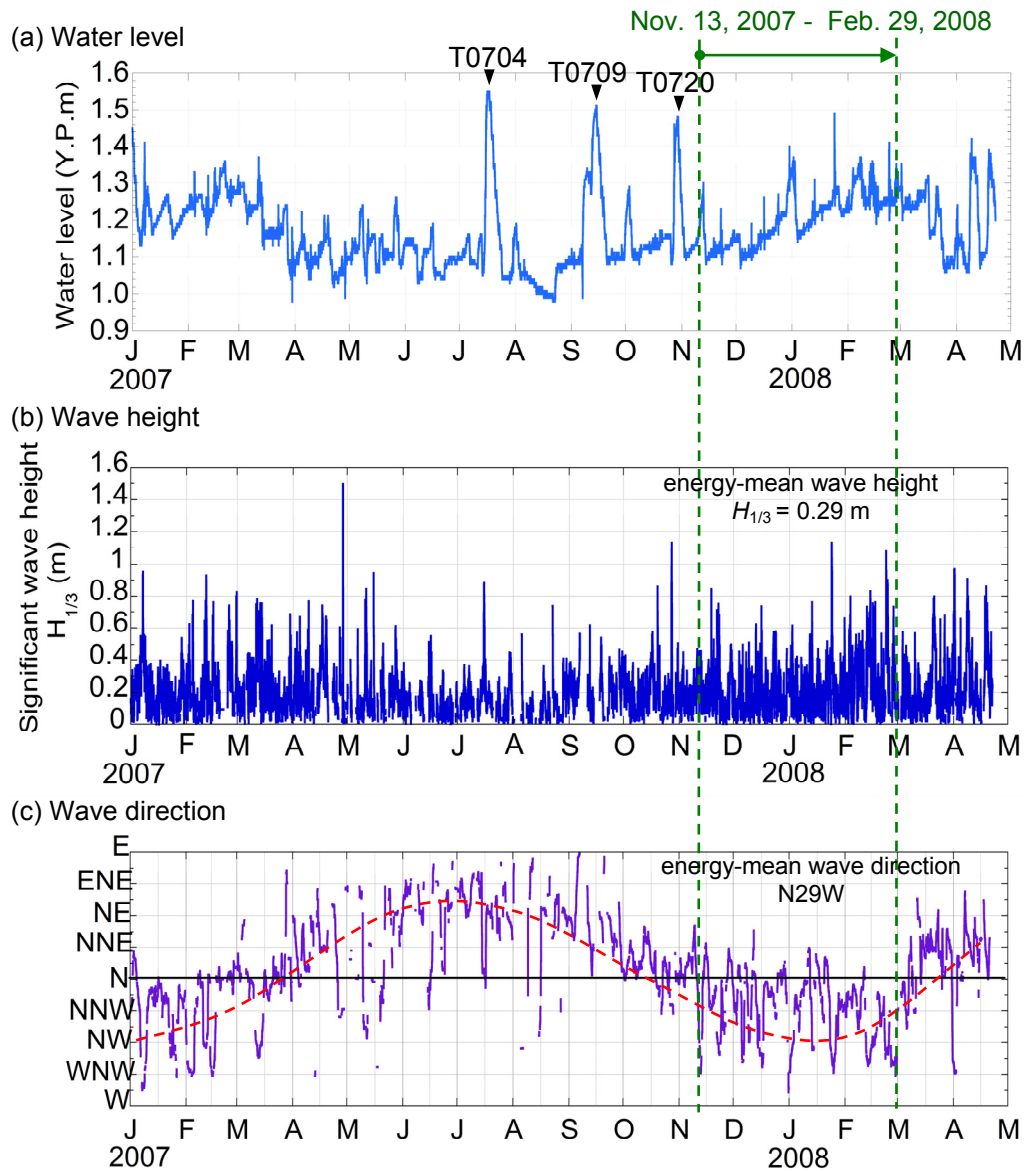 Nov. 13, 2007 - Feb. 29, 2008
(a) Water level
T0704
T0709
T0720
Water level (Y.P.m)
1.6
1.5
1.4
1.3
1.2
1.1
1.0
0.9
J F M A M J J A S O N D J F M A M
2007 2008
(b) Wave height
Significant wave height
H1/3 (m)
1.6
1.4
1.2
1
0.8
0.6
0.4
0.2
0
energy-mean wave height
H1/3 = 0.29 m
J F M A M J J A S O N D J F M A M
2007 2008
(c) Wave direction
E
ENE
NE
NNE
N
NNW
NW
WNW
W
energy-mean wave direction
N29W
J F M A M J J A S O N D J F M A M
2007 2008